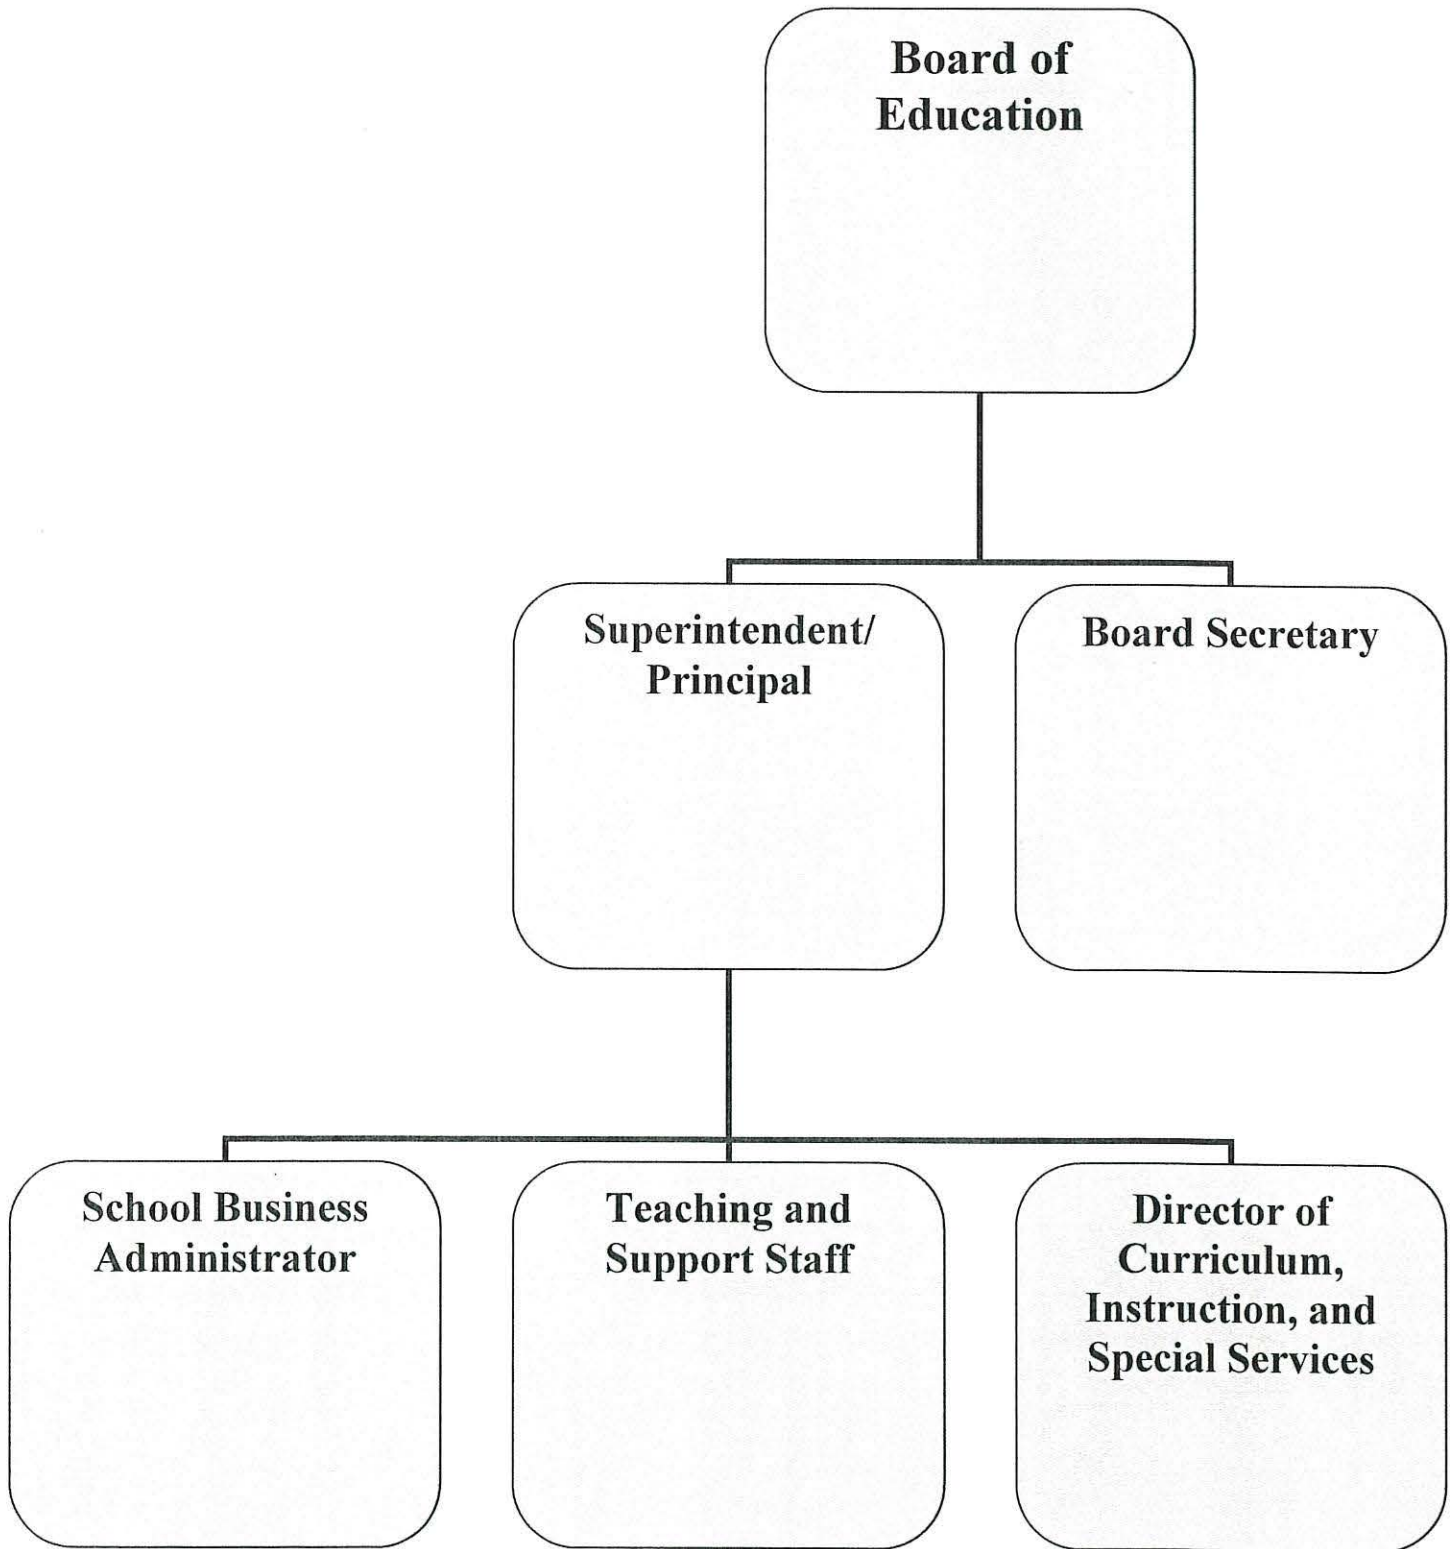 Board of
Education
Superintendent/
Principal
Board Secretary
School Business
Administrator
Teaching and
Support Staff
Director of
Curriculum,
Instruction, and
Special Services